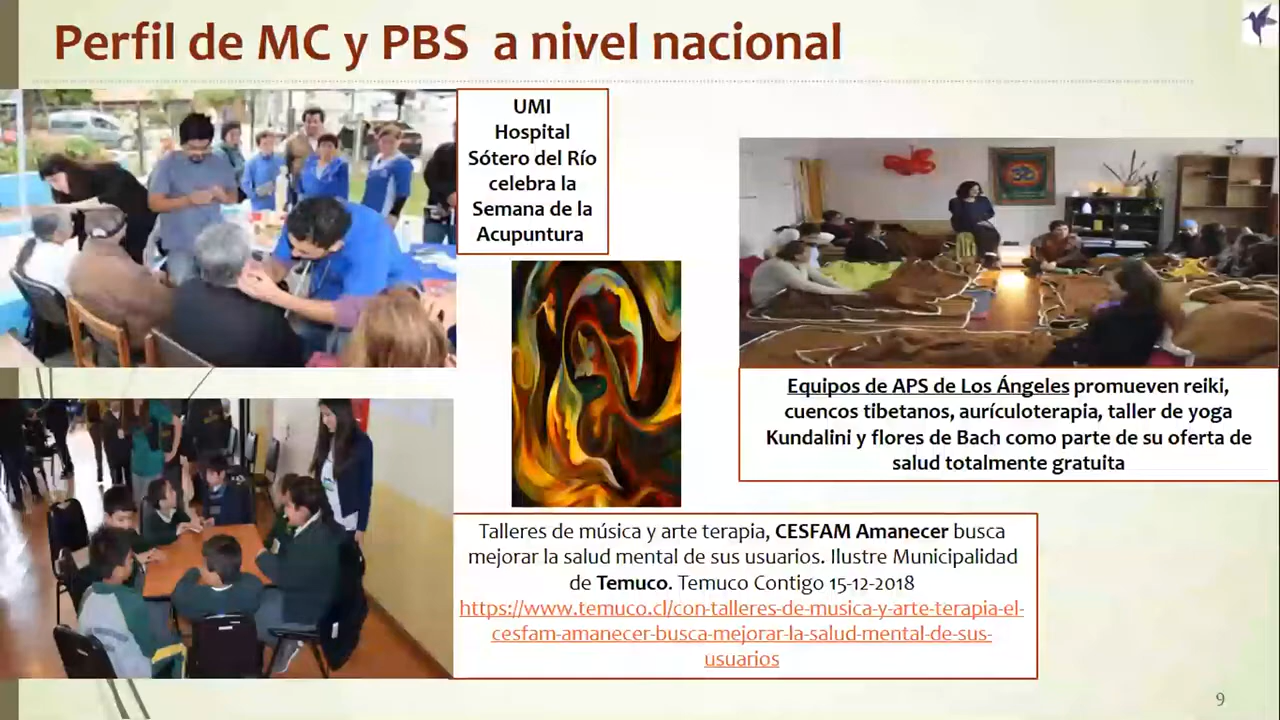 Perfil de MC y PBS a nivel nacional
UMI
Hospital
Sótero del Río
celebra la
Semana de la
Acupuntura
Equipos de APS de Los Ángeles promueven reiki,
cuencos tibetanos, aurículoterapia, taller de yoga
Kundalini y flores de Bach como parte de su oferta de
salud totalmente gratuita
Talleres de música y arte terapia, CESFAM Amanecer busca
mejorar la salud mental de sus usuarios. Ilustre Municipalidad
de Temuco. Temuco Contigo 15-12-2018
https://www.temuco.cl/con-talleres-de-musica-y-arte-terapia-el-
cesfam-amanecer-busca-mejorar-la-salud-mental-de-sus-
usuarios
9